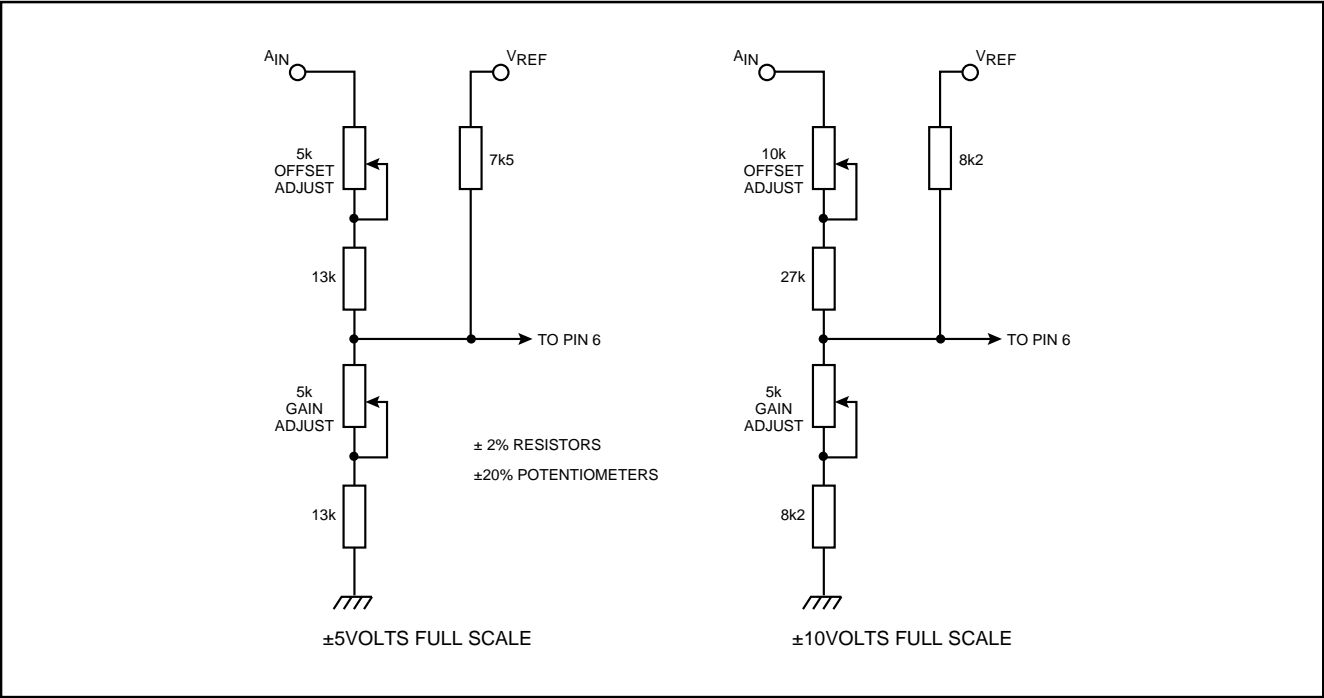 AIN
VREF
5k
OFFSET
ADJUST
7k5
13k
TO PIN 6
5k
GAIN
ADJUST
± 2% RESISTORS
±20% POTENTIOMETERS
13k
±5VOLTS FULL SCALE
AIN
VREF
10k
OFFSET
ADJUST
8k2
27k
TO PIN 6
5k
GAIN
ADJUST
8k2
±10VOLTS FULL SCALE